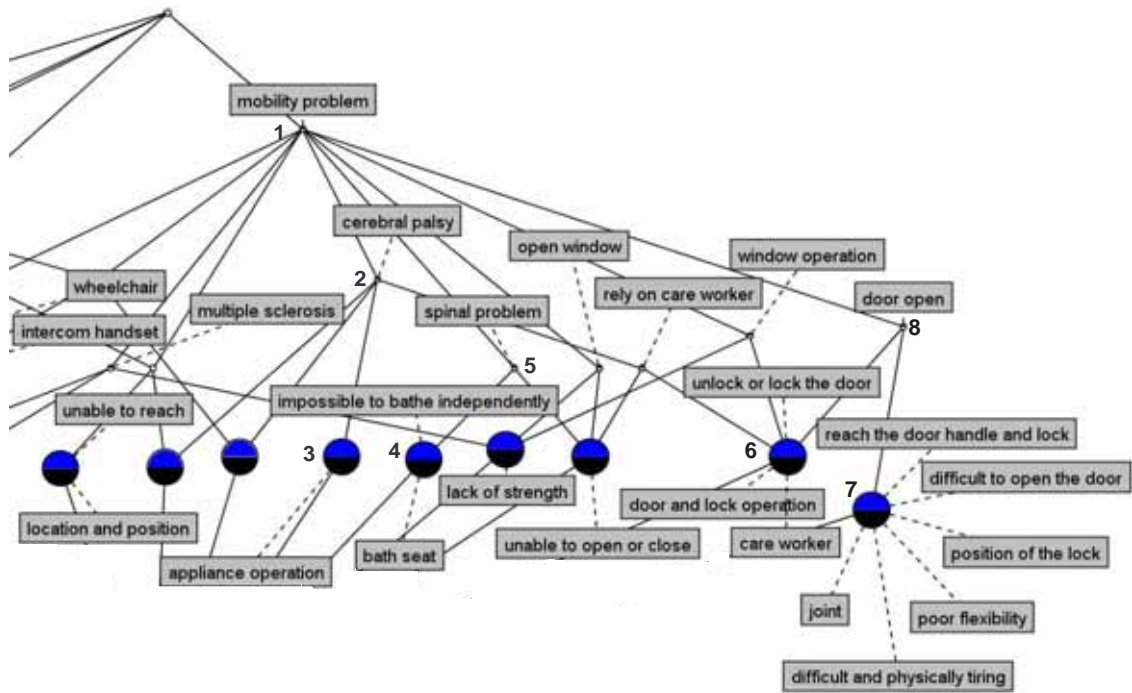 mobility problem
1
cerebral palsy
open window
window operation
2
wheelchair
rely on care worker
door open
multiple sclerosis
spinal problem
8
intercom handset
5
unlock or lock the door
impossible to bathe independently
unable to reach
reach the door handle and lock
3
4
6
difficult to open the door
7
lack of strength
door and lock operation
location and position
unable to open or close
care worker
position of the lock
bath seat
appliance operation
joint
poor flexibility
difficult and physically tiring